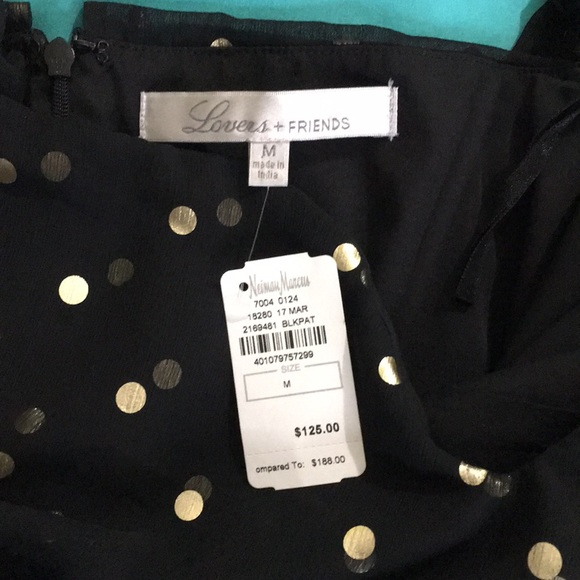 Lovers + FRIENDS
M
made in
India
Neiman Marcus
7004 0124
18280 17 MAR
2169481 BLKPAT
401079757299
SIZE
M
$125.00
ompared To: $188.00